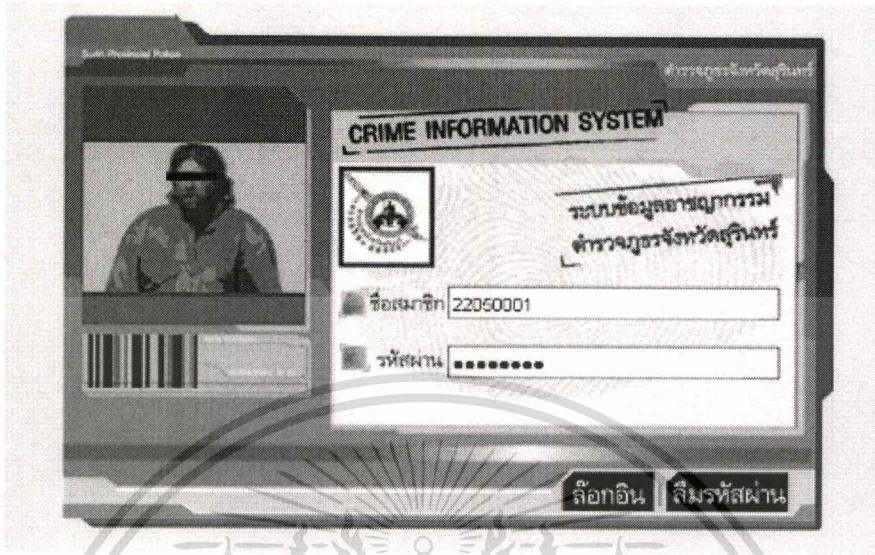 Surin Provincial Police
ตำรวจภูธรจังหวัดสุรินทร์
CRIME INFORMATION SYSTEM
ระบบข้อมูลอาชญากรรม
ตำรวจภูธรจังหวัดสุรินทร์
ชื่อสมาชิก 22050001
รหัสผ่าน ••••••••
ล๊อกอิน ลืมรหัสผ่าน